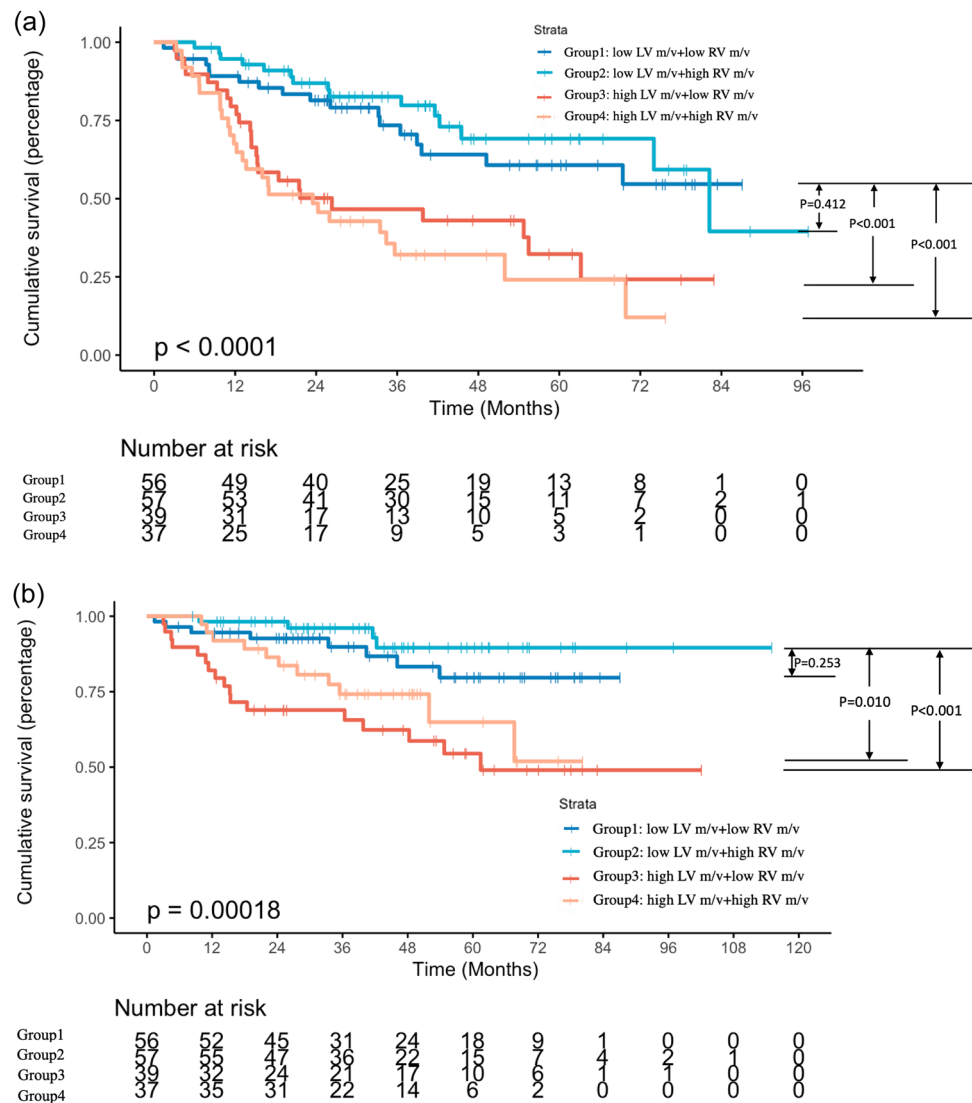 (a)
Cumulative survival (percentage)
1.00
0.75
0.50
0.25
0.00
Strata
Group1: low LV m/v+low RV m/v
Group2: low LV m/v+high RV m/v
Group3: high LV m/v+low RV m/v
Group4: high LV m/v+high RV m/v
P=0.412
P<0.001
P<0.001
p < 0.0001
0 12 24 36 48 60 72 84 96
Time (Months)
Number at risk
Group1 56 49 40 25 19 13 8 1 0
Group2 57 53 41 30 15 11 7 2 1
Group3 39 31 17 13 10 5 2 0 0
Group4 37 25 17 9 5 3 1 0 0
(b)
Cumulative survival (percentage)
1.00
0.75
0.50
0.25
0.00
P=0.253
P=0.010
P<0.001
Strata
Group1: low LV m/v+low RV m/v
Group2: low LV m/v+high RV m/v
Group3: high LV m/v+low RV m/v
Group4: high LV m/v+high RV m/v
p = 0.00018
0 12 24 36 48 60 72 84 96 108 120
Time (Months)
Number at risk
Group1 56 52 45 31 24 18 9 1 0 0 0
Group2 57 55 47 36 22 15 7 4 2 1 0
Group3 39 32 24 21 17 10 6 1 1 0 0
Group4 37 35 31 22 14 6 2 0 0 0 0